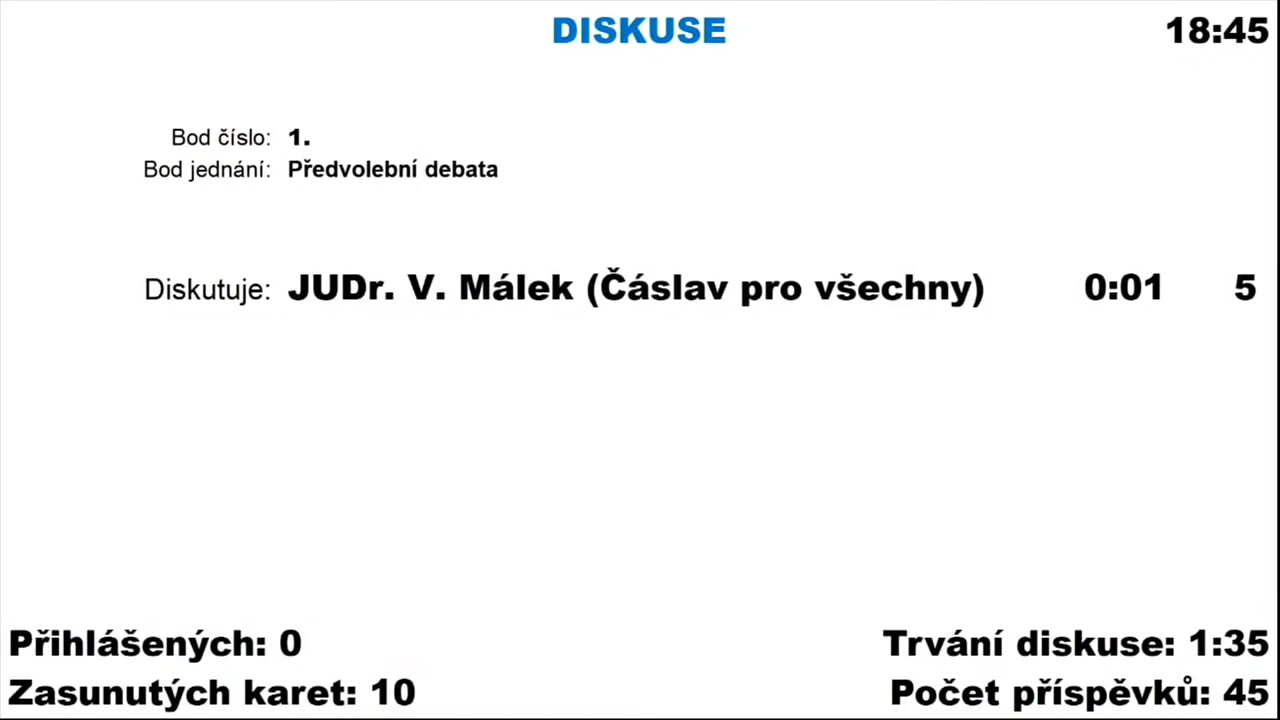 DISKUSE
18:45
Bod číslo: 1.
Bod jednání: Předvolební debata
Diskutuje: JUDr. V. Málek (Čáslav pro všechny) 0:01 5
Přihlášených: 0
Trvání diskuse: 1:35
Zasunutých karet: 10
Počet příspěvků: 45